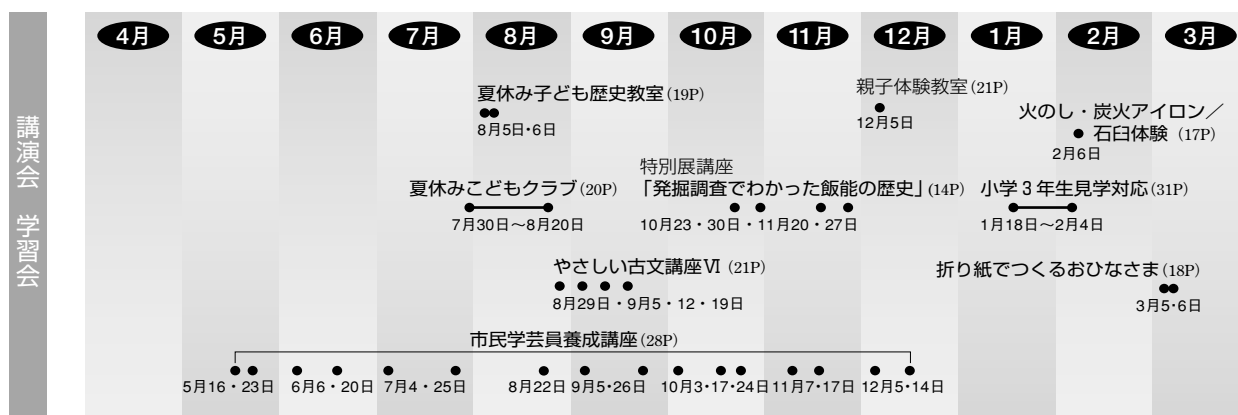 講演会 学習会
4月 5月 6月 7月 8月 9月 10月 11月 12月 1月 2月 3月
夏休み子ども歴史教室(19P)
8月5日・6日
親子体験教室(21P)
12月5日
火のし・炭火アイロン/
石臼体験(17P)
2月6日
夏休みこどもクラブ(20P)
7月30日〜8月20日
特別展講座
「発掘調査でわかった飯能の歴史」(14P)
10月23・30日・11月20・27日
小学3年生見学対応(31P)
1月18日〜2月4日
やさしい古文講座Ⅵ(21P)
8月29日・9月5・12・19日
折り紙でつくるおひなさま(18P)
3月5・6日
市民学芸員養成講座(28P)
5月16・23日 6月6・20日 7月4・25日 8月22日 9月5・26日 10月3・17・24日 11月7・17日 12月5・14日